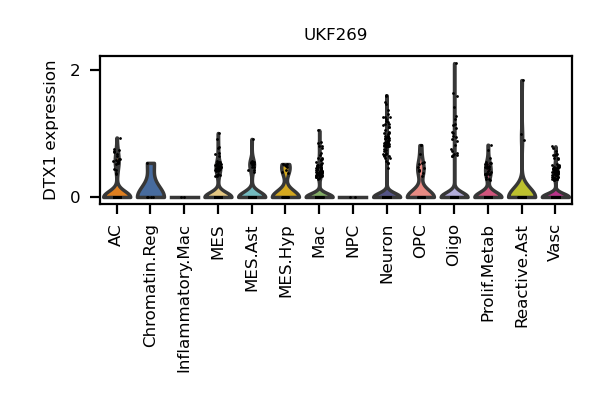 UKF269
DTX1 expression
2
0
AC
Chromatin.Reg
Inflammatory.Mac
MES
MES.Ast
MES.Hyp
Mac
NPC
Neuron
OPC
Oligo
Prolif.Metab
Reactive.Ast
Vasc